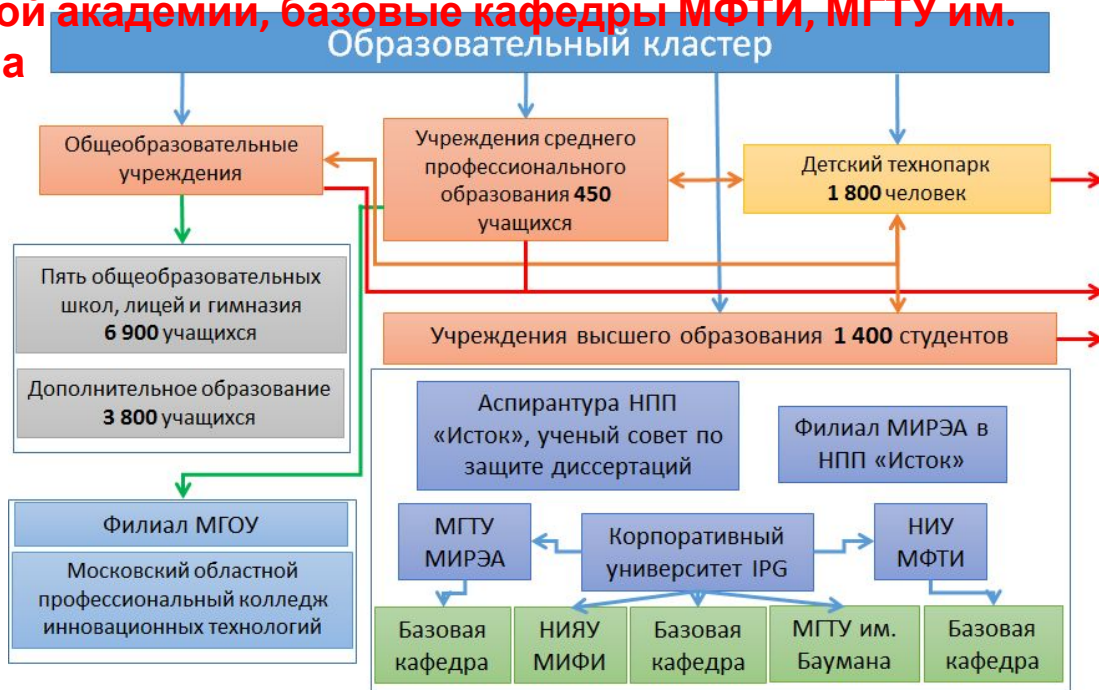 ой академии, базовые кафедры МФТИ, МГТУ им.
а
Образовательный кластер
Общеобразовательные
учреждения
Учреждения среднего
профессионального
образования 450
учащихся
Детский технопарк
1 800 человек
Пять общеобразовательных
школ, лицей и гимназия
6 900 учащихся
Дополнительное образование
3 800 учащихся
Учреждения высшего образования 1 400 студентов
Аспирантура НПП
«Исток», ученый совет по
защите диссертаций
Филиал МИРЭА в
НПП «Исток»
Филиал МГОУ
Московский областной
профессиональный колледж
инновационных технологий
МГТУ
МИРЭА
Корпоративный
университет IPG
НИУ
МФТИ
Базовая
кафедра
НИЯУ
МИФИ
Базовая
кафедра
МГТУ им.
Баумана
Базовая
кафедра